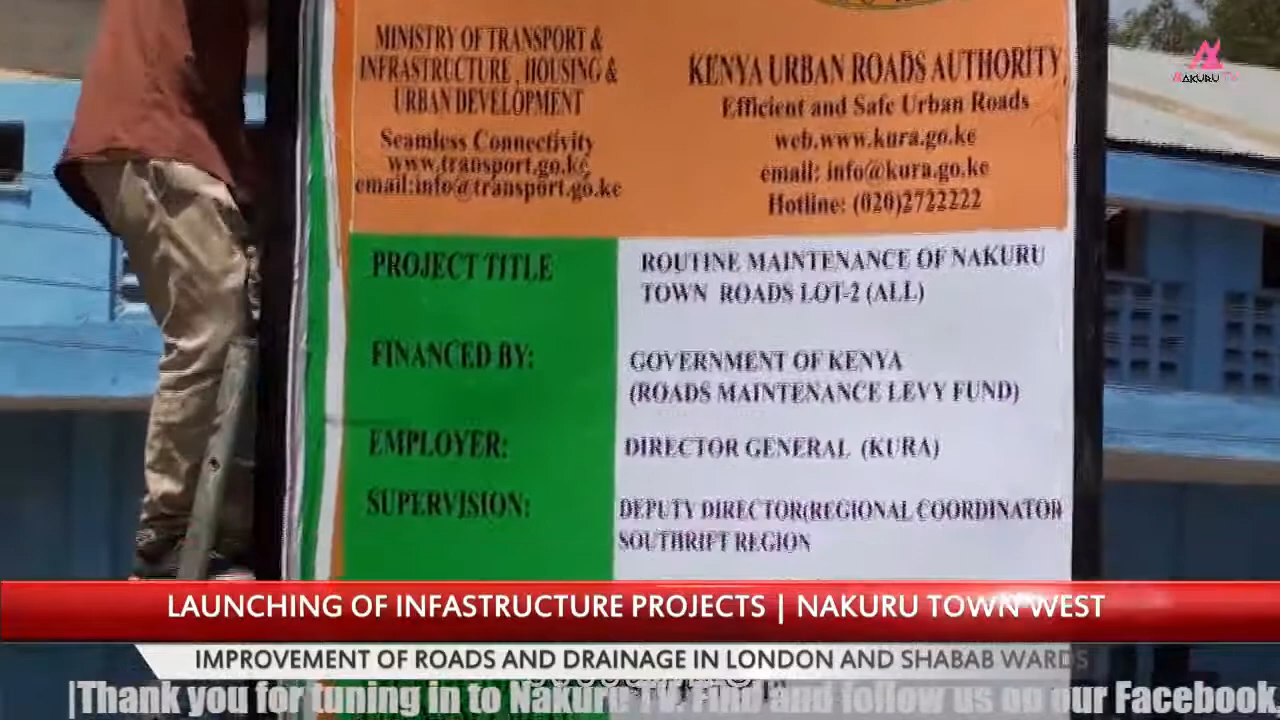 MINISTRY OF TRANSPORT &
INFRASTRUCTURE, HOUSING &
URBAN DEVELOPMENT
Seamless Connectivity
www.transport.go.ke
email:info@transport.go.ke
KENYA URBAN ROADS AUTHORITY
Efficient and Safe Urban Roads
web.www.kura.go.ke
email: info@kura.go.ke
Hotline: (020)2722222
NAKURU TV
PROJECT TITLE
ROUTINE MAINTENANCE OF NAKURU
TOWN ROADS LOT-2 (ALL)
FINANCED BY:
GOVERNMENT OF KENYA
(ROADS MAINTENANCE LEVY FUND)
EMPLOYER:
DIRECTOR GENERAL (KURA)
SUPERVISION:
DEPUTY DIRECTOR(REGIONAL COORDINATOR
SOUTHRIFT REGION
LAUNCHING OF INFASTRUCTURE PROJECTS | NAKURU TOWN WEST
IMPROVEMENT OF ROADS AND DRAINAGE IN LONDON AND SHABAB WARDS
|Thank you for tuning in to Nakuru TV. Find and follow us on our Facebook,